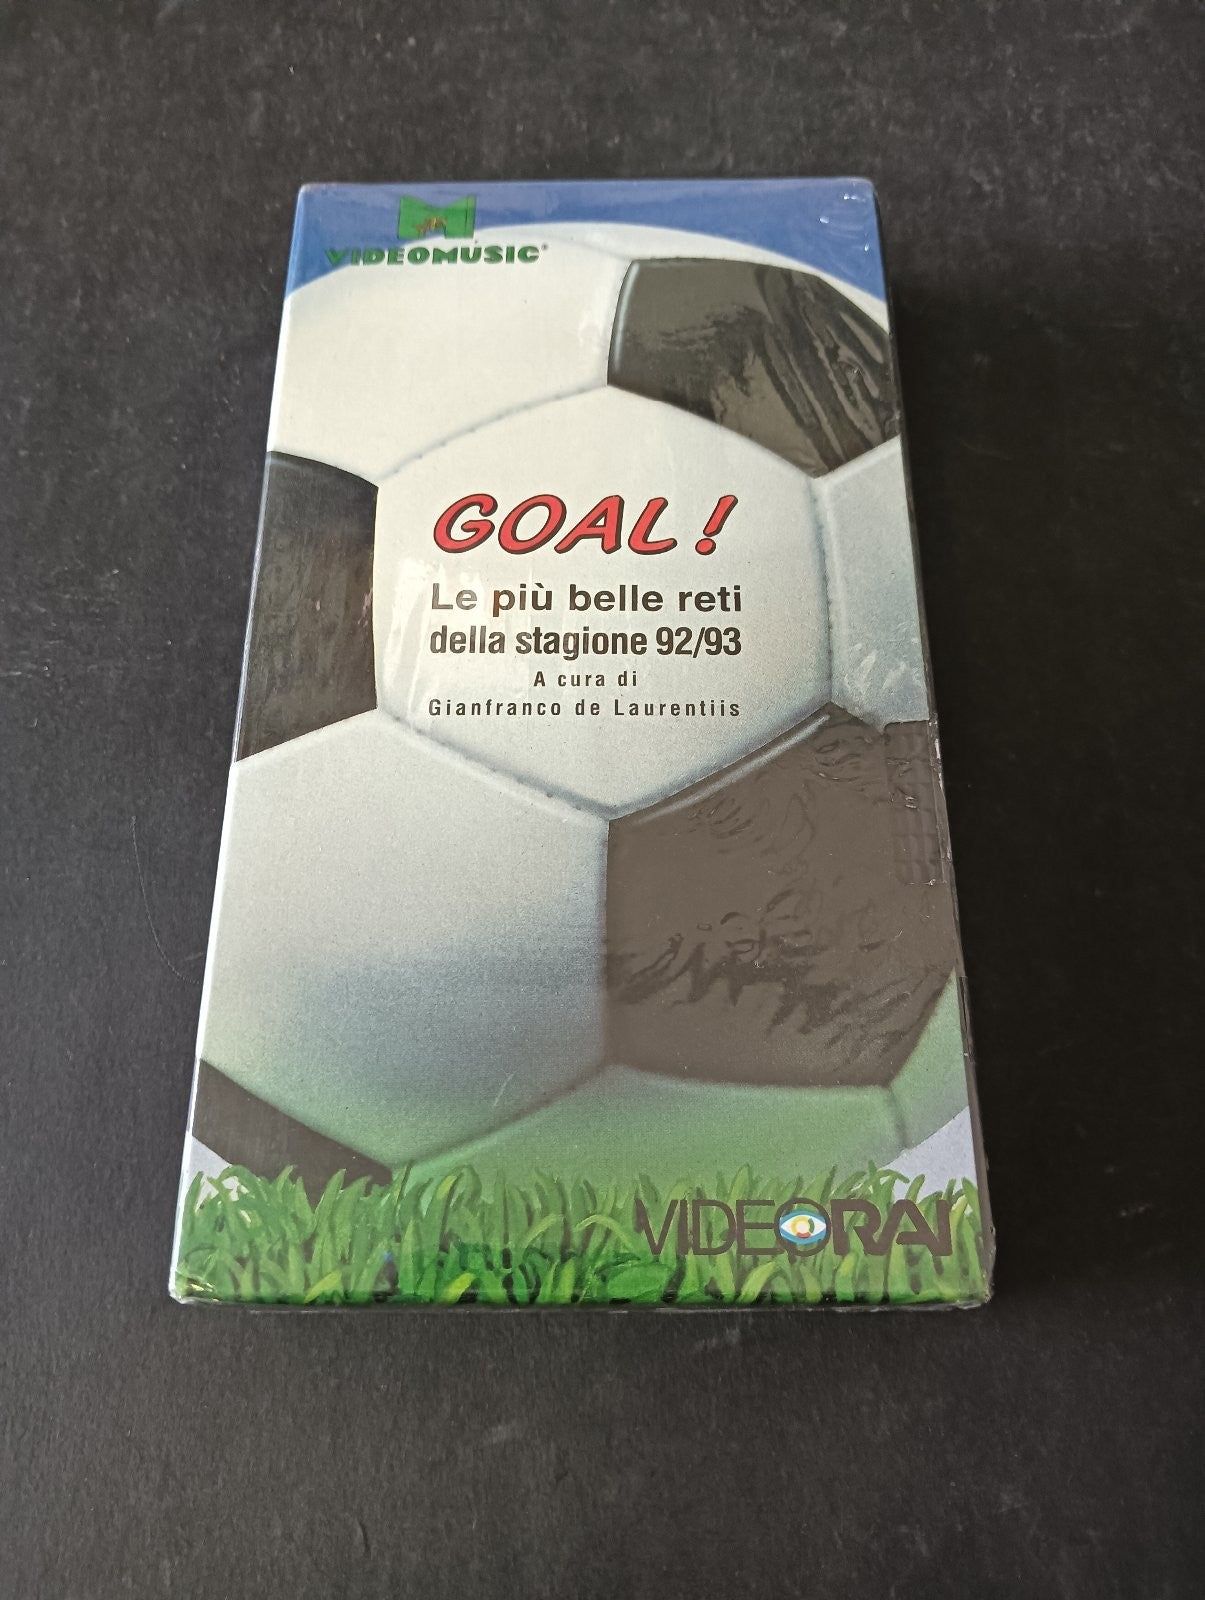 VIDEOMUSIC
GOAL!
Le più belle reti
della stagione 92/93
A cura di
Gianfranco de Laurentiis
VIDEORAI